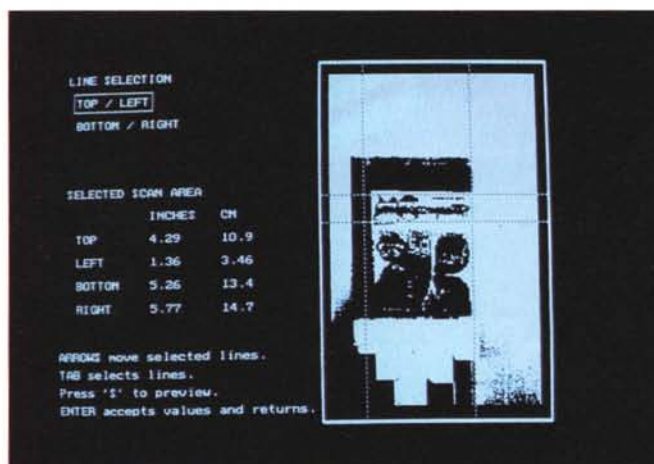 LINE SELECTION
TOP / LEFT
BOTTOM / RIGHT
SELECTED SCAN AREA
INCHES CM
TOP 4.29 10.9
LEFT 1.36 3.46
BOTTOM 5.26 13.4
RIGHT 5.77 14.7
ARROWS move selected lines.
TAB selects lines.
Press 'S' to preview.
ENTER accepts values and returns.